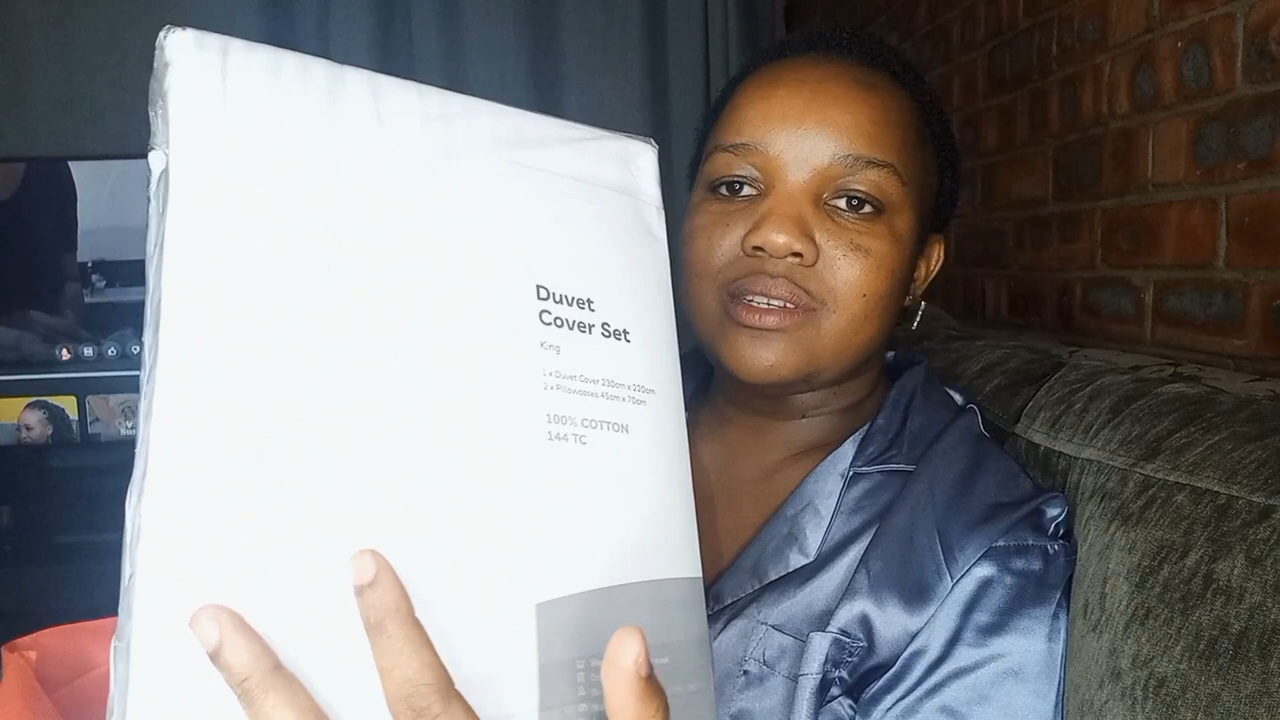 Duvet
Cover Set
King
1 x Duvet Cover 230cm x 220cm
2 x Pillowcases 45cm x 70cm
100% COTTON
144 TC